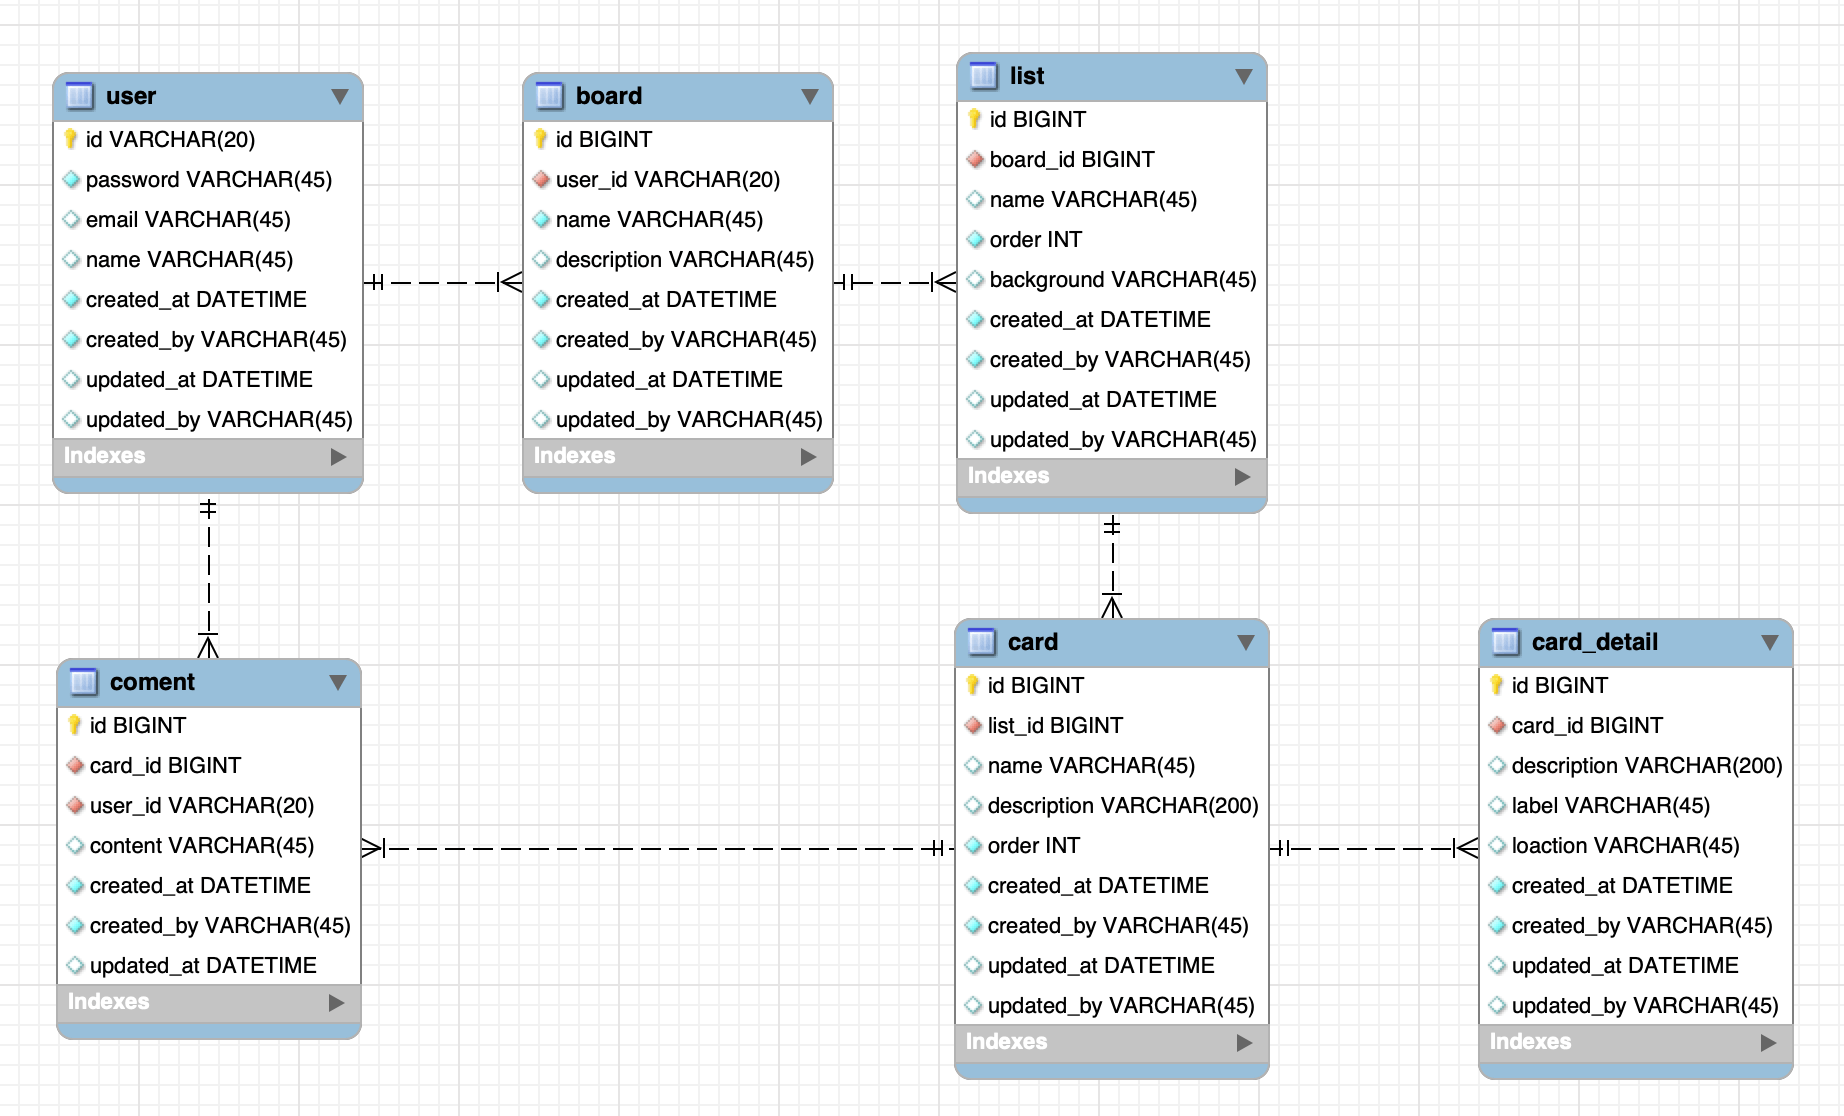 user
id VARCHAR(20)
password VARCHAR(45)
email VARCHAR(45)
name VARCHAR(45)
created_at DATETIME
created_by VARCHAR(45)
updated_at DATETIME
updated_by VARCHAR(45)
Indexes
board
id BIGINT
user_id VARCHAR(20)
name VARCHAR(45)
description VARCHAR(45)
created_at DATETIME
created_by VARCHAR(45)
updated_at DATETIME
updated_by VARCHAR(45)
Indexes
list
id BIGINT
board_id BIGINT
name VARCHAR(45)
order INT
background VARCHAR(45)
created_at DATETIME
created_by VARCHAR(45)
updated_at DATETIME
updated_by VARCHAR(45)
Indexes
coment
id BIGINT
card_id BIGINT
user_id VARCHAR(20)
content VARCHAR(45)
created_at DATETIME
created_by VARCHAR(45)
updated_at DATETIME
Indexes
card
id BIGINT
list_id BIGINT
name VARCHAR(45)
description VARCHAR(200)
order INT
created_at DATETIME
created_by VARCHAR(45)
updated_at DATETIME
updated_by VARCHAR(45)
Indexes
card_detail
id BIGINT
card_id BIGINT
description VARCHAR(200)
label VARCHAR(45)
loaction VARCHAR(45)
created_at DATETIME
created_by VARCHAR(45)
updated_at DATETIME
updated_by VARCHAR(45)
Indexes